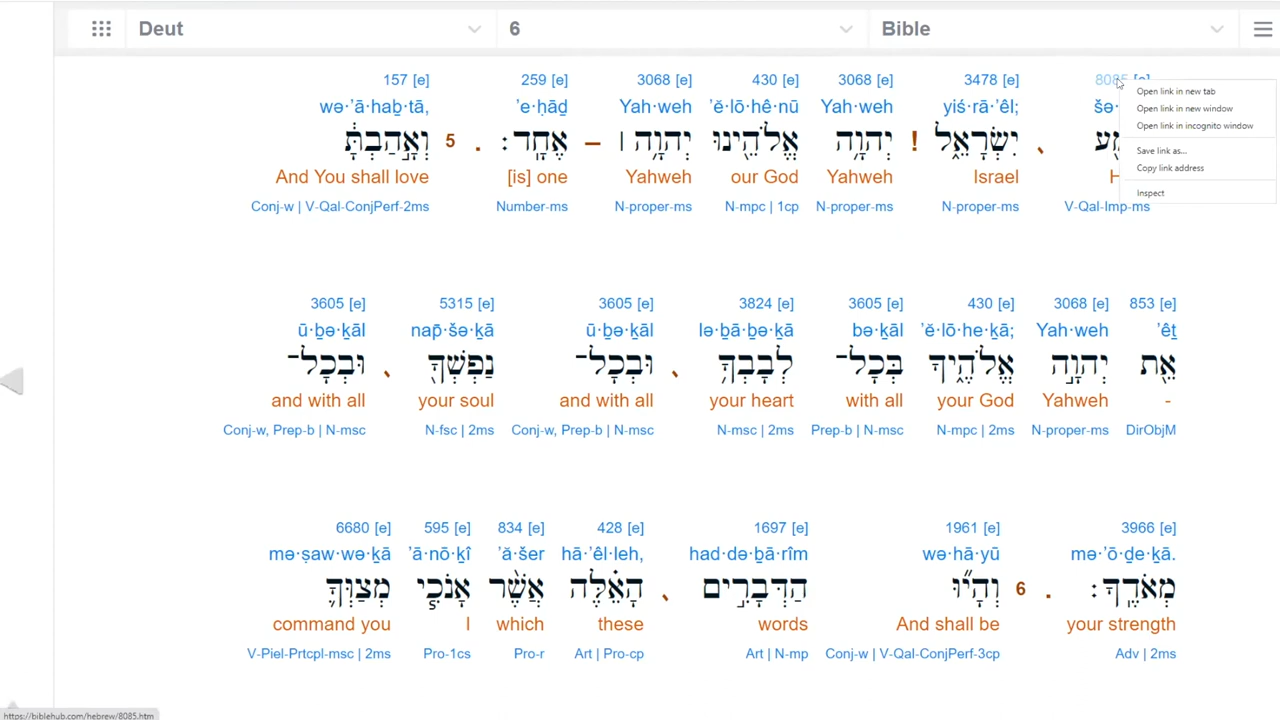 Deut 6 Bible
8085 [e] 3478 [e] 3068 [e] 430 [e] 3068 [e] 259 [e] 157 [e]
yiś·rā·’êl; Yah·weh ’ĕ·lō·hê·nū Yah·weh ’e·ḥāḏ wə·’ā·haḇ·tā,
، יִשְׂרָאֵ֑ל ! יְהוָ֥ה אֱלֹהֵ֖ינוּ יְהוָ֥ה ׀ – אֶחָֽד׃ . 5 וְאָ֣הַבְתָּ֔
Israel Yahweh our God Yahweh [is] one And You shall love
V-Qal-Imp-ms N-proper-ms N-proper-ms N-mpc | 1cp N-proper-ms Number-ms Conj-w | V-Qal-ConjPerf-2ms
Open link in new tab
Open link in new window
Open link in incognito window
Save link as...
Copy link address
Inspect
853 [e] 3068 [e] 430 [e] 3605 [e] 3824 [e] 3605 [e] 5315 [e] 3605 [e]
’êṯ Yah·weh ’ĕ·lō·he·ḵā; bə·ḵāl lə·ḇā·ḇə·ḵā ū·ḇə·ḵāl nap̄·šə·ḵā ū·ḇə·ḵāl
אֵ֖ת יְהוָ֣ה אֱלֹהֶ֑יךָ בְּכָל־ לְבָבְךָ֥ ، וּבְכָל־ נַפְשְׁךָ֖ ، וּבְכָל־
- Yahweh your God with all your heart and with all your soul and with all
DirObjM N-proper-ms N-mpc | 2ms Prep-b | N-msc N-msc | 2ms Conj-w, Prep-b | N-msc N-fsc | 2ms Conj-w, Prep-b | N-msc
3966 [e] 1961 [e] 1697 [e] 428 [e] 834 [e] 595 [e] 6680 [e]
mə·’ō·ḏe·ḵā. wə·hā·yū had·də·ḇā·rîm hā·’êl·leh, ’ă·šer ’ā·nō·ḵî mə·ṣaw·wə·ḵā
מְאֹדֶֽךָ׃ . 6 וְהָי֞וּ הַדְּבָרִ֣ים ، הָאֵ֗לֶּה אֲשֶׁ֨ר אָנֹכִ֧י מְצַוְּךָ֛
your strength And shall be words these which I command you
Adv | 2ms Conj-w | V-Qal-ConjPerf-3cp Art | N-mp Art | Pro-cp Pro-r Pro-1cs V-Piel-Prtcpl-msc | 2ms
https://biblehub.com/hebrew/8085.htm